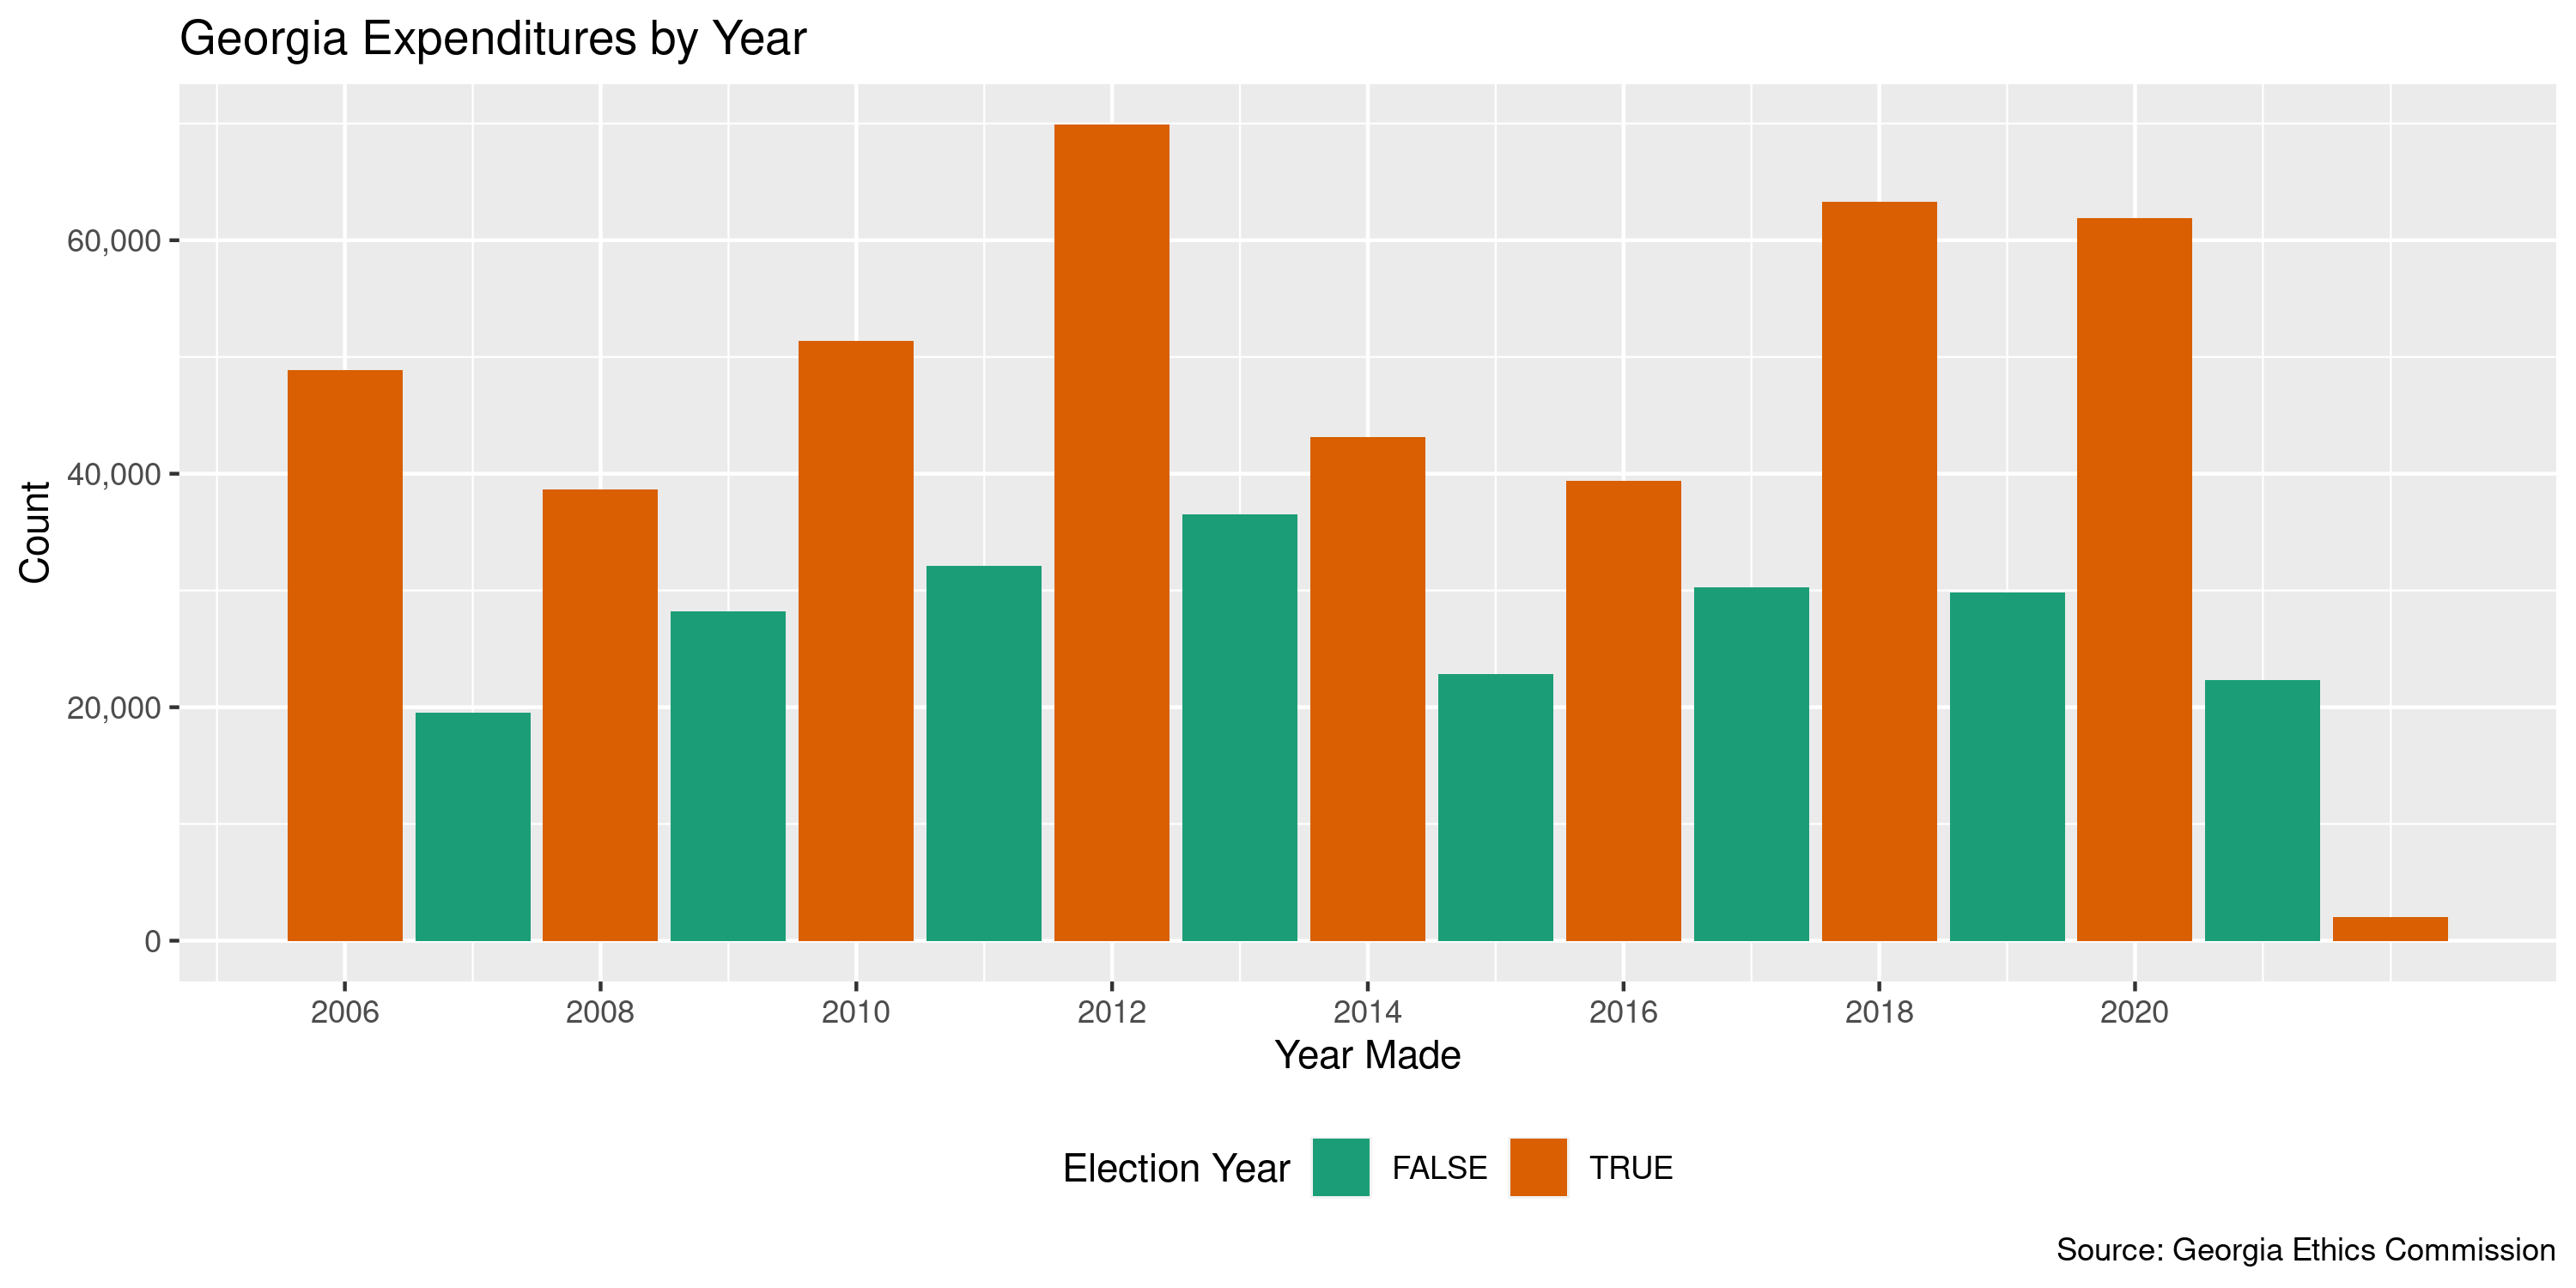 Georgia Expenditures by Year
Count
60,000
40,000
20,000
0
2006 2008 2010 2012 2014 2016 2018 2020
Year Made
Election Year FALSE TRUE
Source: Georgia Ethics Commission